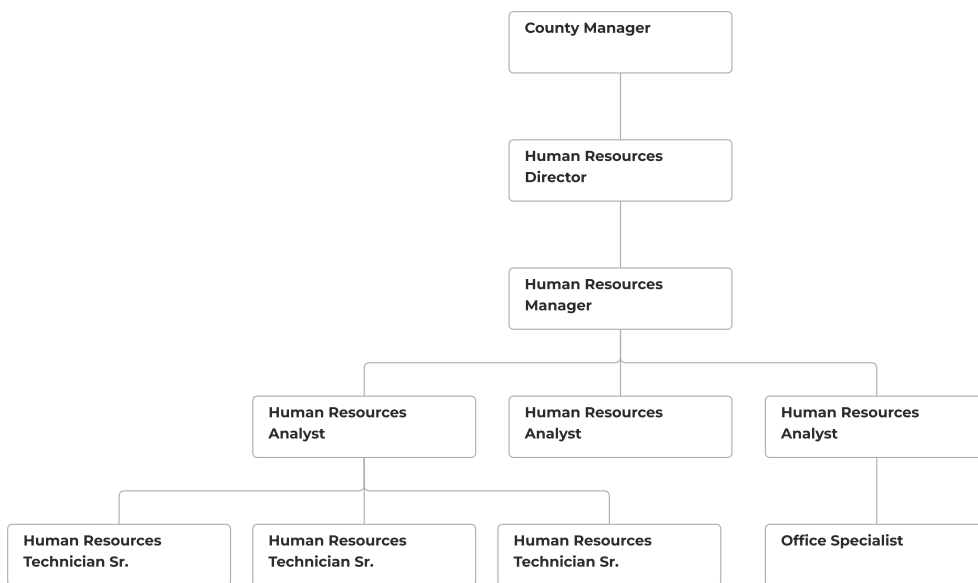 County Manager
Human Resources
Director
Human Resources
Manager
Human Resources
Analyst
Human Resources
Analyst
Human Resources
Analyst
Human Resources
Technician Sr.
Human Resources
Technician Sr.
Human Resources
Technician Sr.
Office Specialist